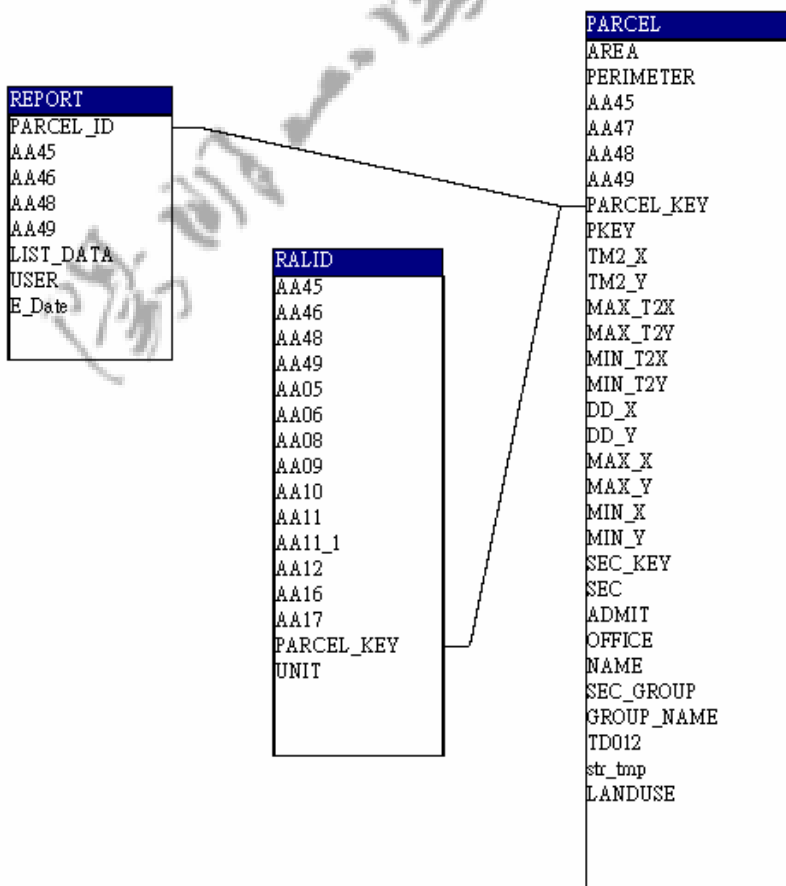 REPORT
PARCEL_ID
AA45
AA46
AA48
AA49
LIST_DATA
USER
E_Date
RALID
AA45
AA46
AA48
AA49
AA05
AA06
AA08
AA09
AA10
AA11
AA11_1
AA12
AA16
AA17
PARCEL_KEY
UNIT
PARCEL
AREA
PERIMETER
AA45
AA47
AA48
AA49
PARCEL_KEY
PKEY
TM2_X
TM2_Y
MAX_T2X
MAX_T2Y
MIN_T2X
MIN_T2Y
DD_X
DD_Y
MAX_X
MAX_Y
MIN_X
MIN_Y
SEC_KEY
SEC
ADMIT
OFFICE
NAME
SEC_GROUP
GROUP_NAME
TD012
str_tmp
LANDUSE